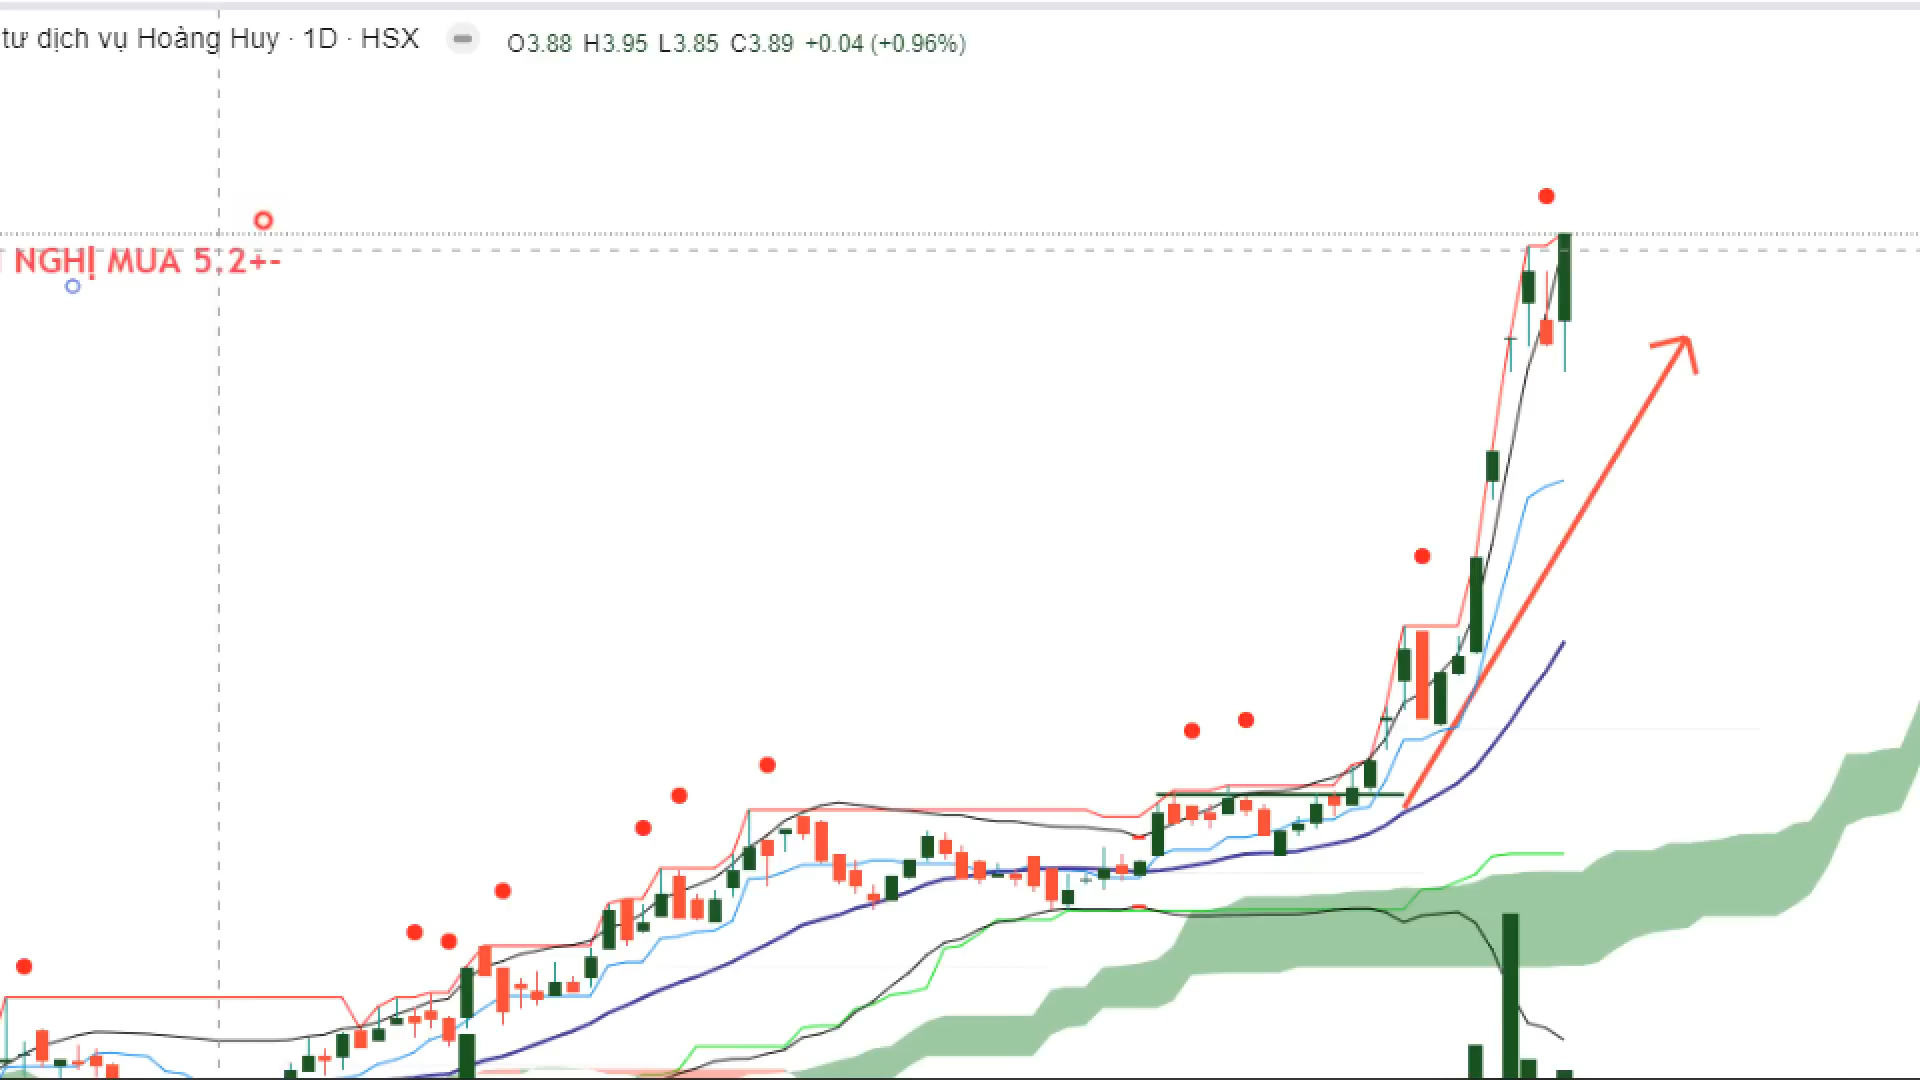 tư dịch vụ Hoàng Huy · 1D · HSX O3.88 H3.95 L3.85 C3.89 +0.04 (+0.96%)
NGHỊ MUA 5.2+-